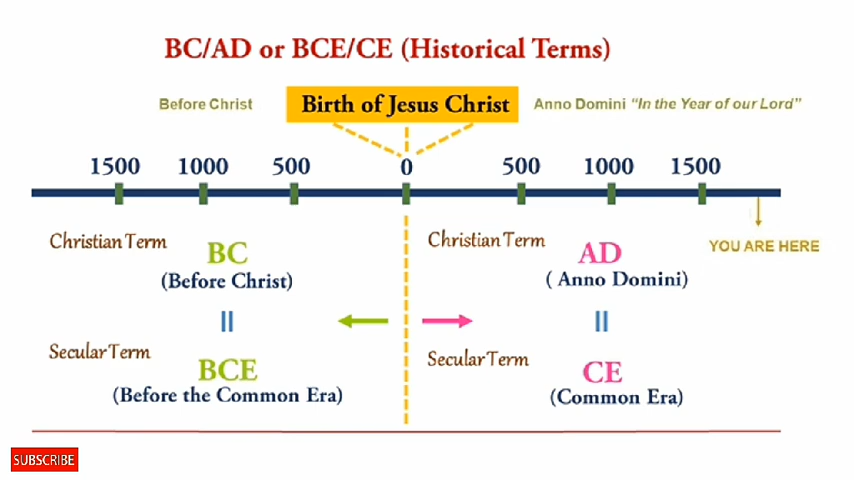 BC/AD or BCE/CE (Historical Terms)
Before Christ
Birth of Jesus Christ
Anno Domini "In the Year of our Lord"
1500 1000 500 0 500 1000 1500
YOU ARE HERE
Christian Term
BC
(Before Christ)
Christian Term
AD
( Anno Domini)
Secular Term
BCE
(Before the Common Era)
Secular Term
CE
(Common Era)
SUBSCRIBE